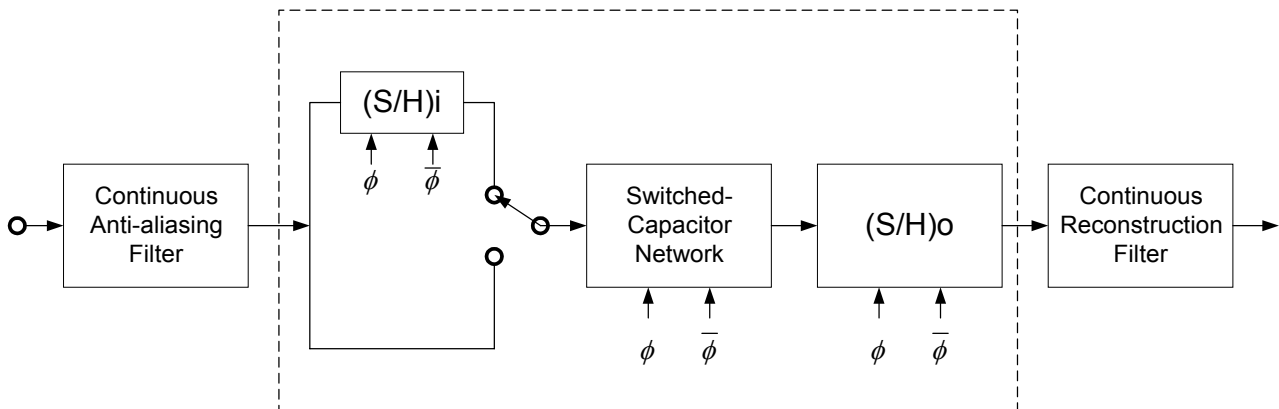 (S/H)i
ϕ
ϕ̅
Continuous
Anti-aliasing
Filter
Switched-
Capacitor
Network
ϕ
ϕ̅
(S/H)o
ϕ
ϕ̅
Continuous
Reconstruction
Filter